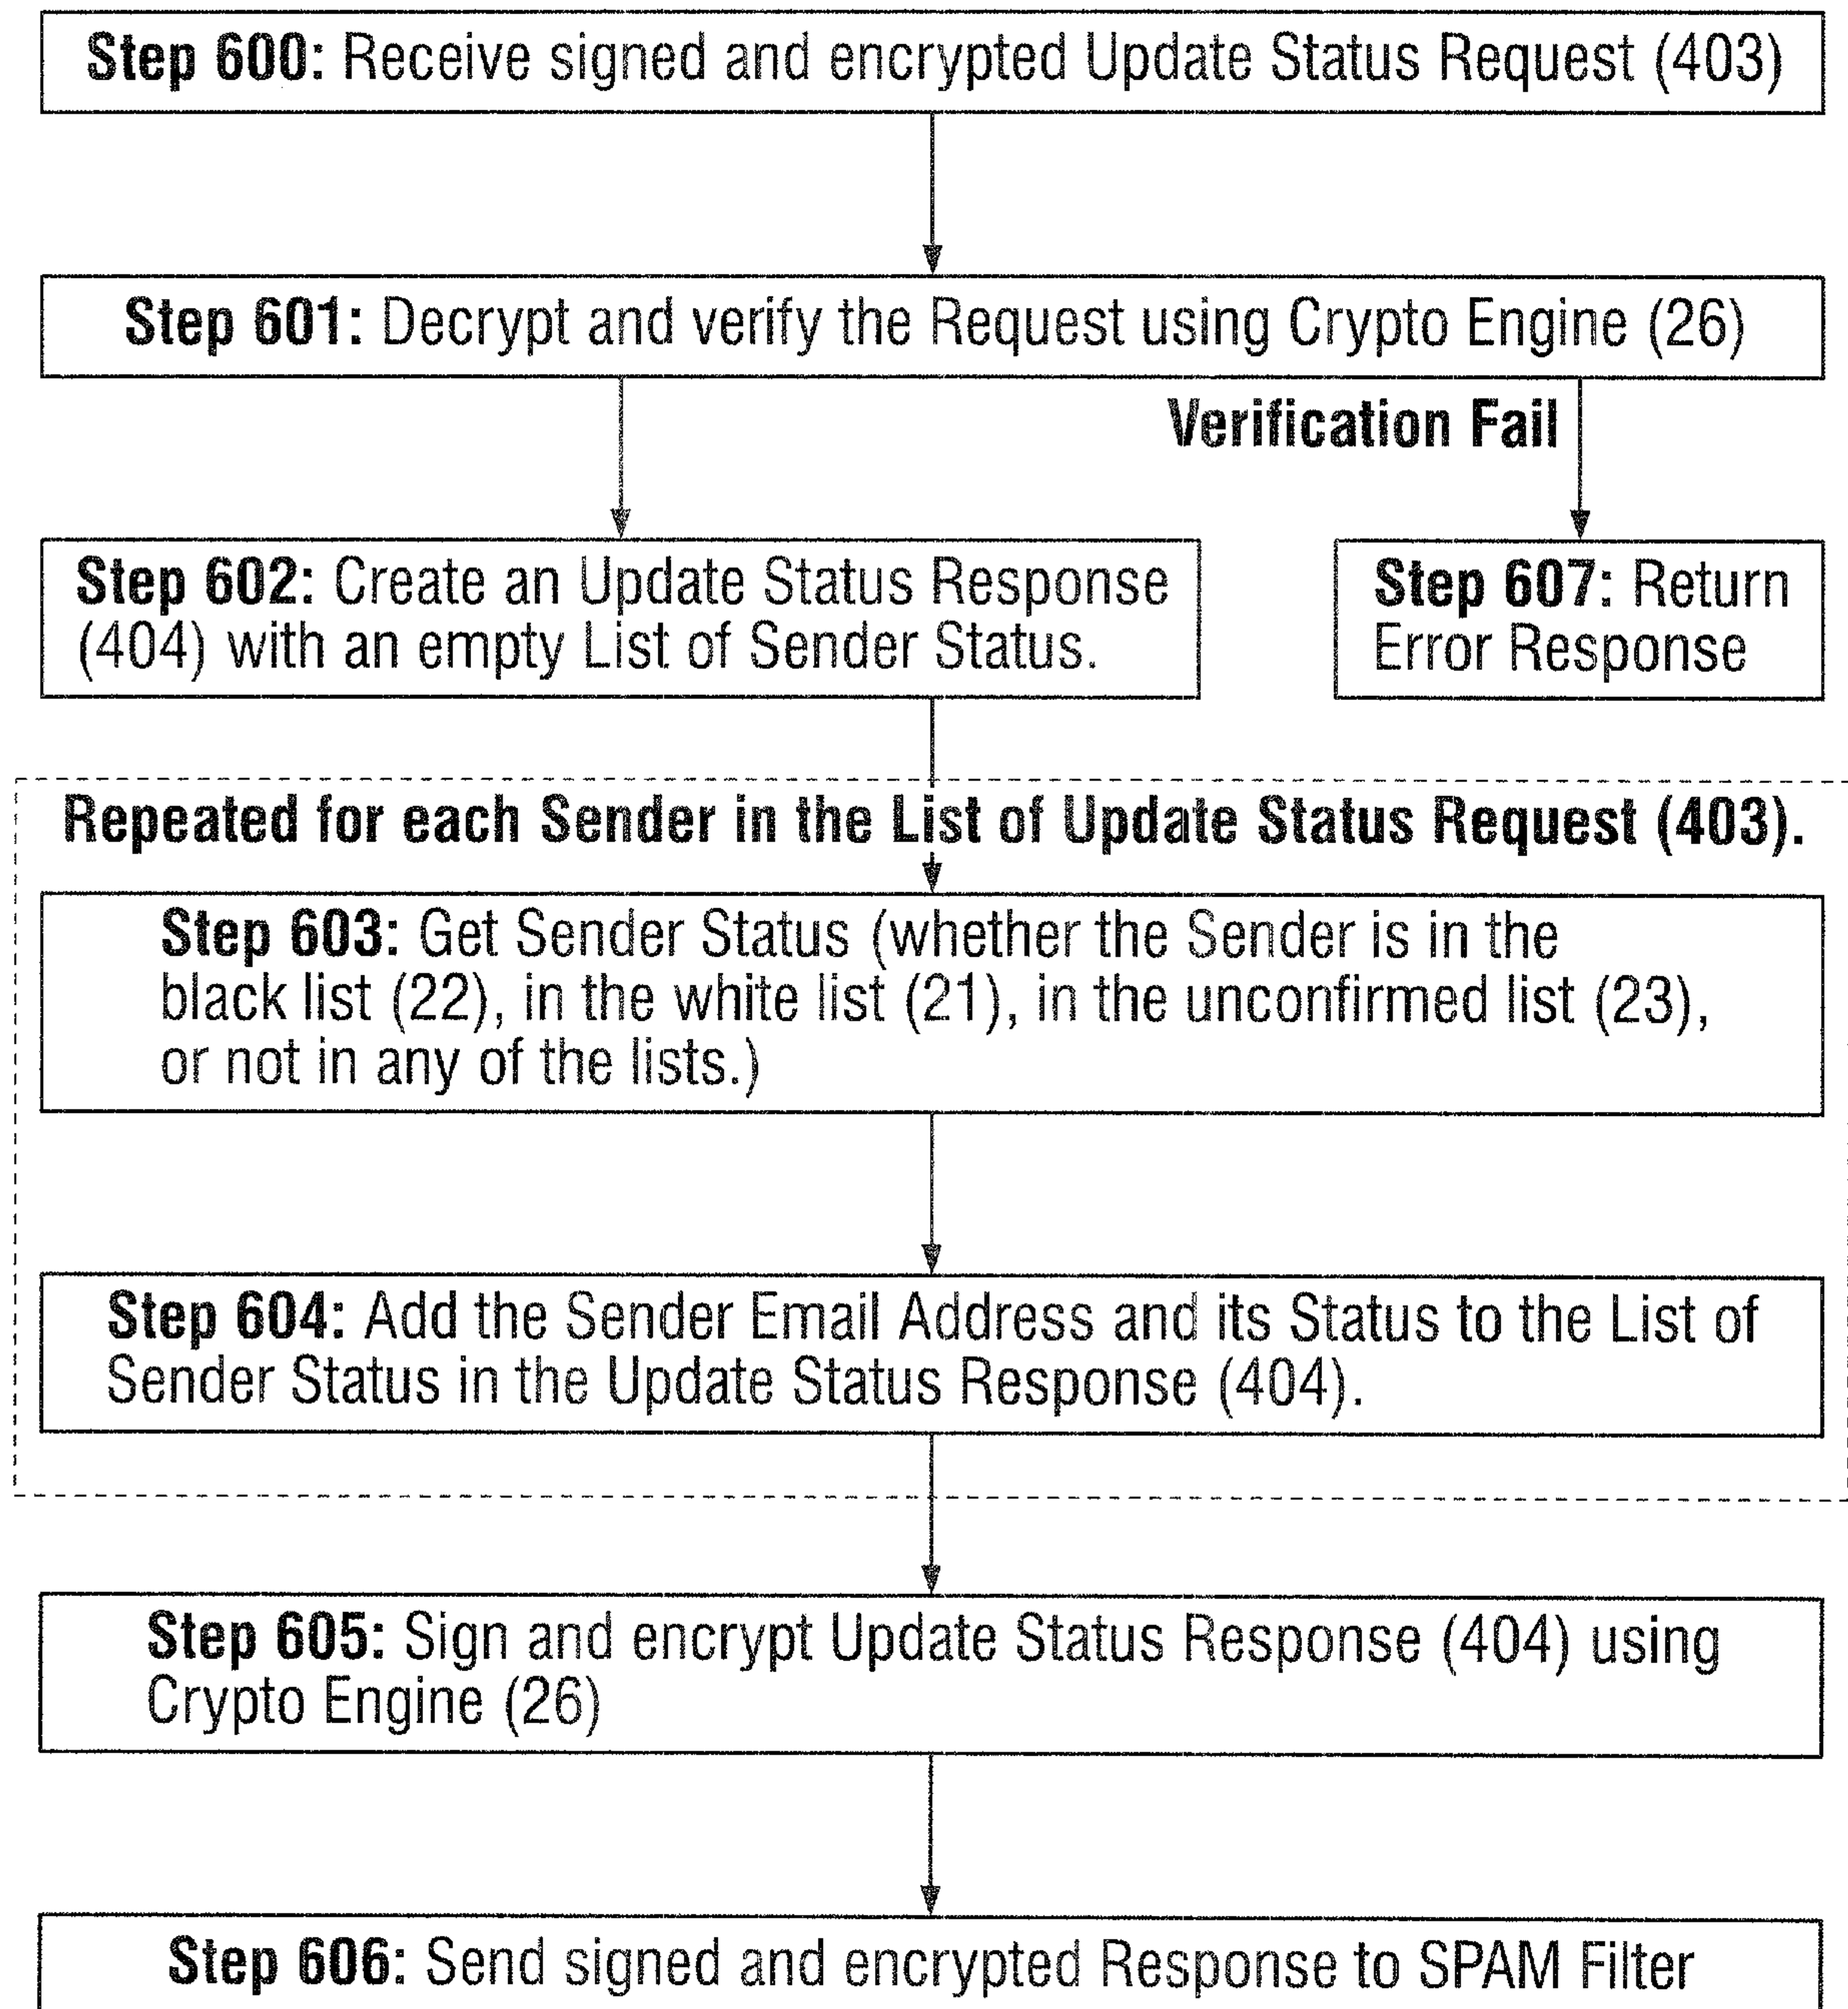 Step 600: Receive signed and encrypted Update Status Request (403)
Step 601: Decrypt and verify the Request using Crypto Engine (26)
Verification Fail
Step 602: Create an Update Status Response
(404) with an empty List of Sender Status.
Step 607: Return
Error Response
Repeated for each Sender in the List of Update Status Request (403).
Step 603: Get Sender Status (whether the Sender is in the
black list (22), in the white list (21), in the unconfirmed list (23),
or not in any of the lists.)
Step 604: Add the Sender Email Address and its Status to the List of
Sender Status in the Update Status Response (404).
Step 605: Sign and encrypt Update Status Response (404) using
Crypto Engine (26)
Step 606: Send signed and encrypted Response to SPAM Filter